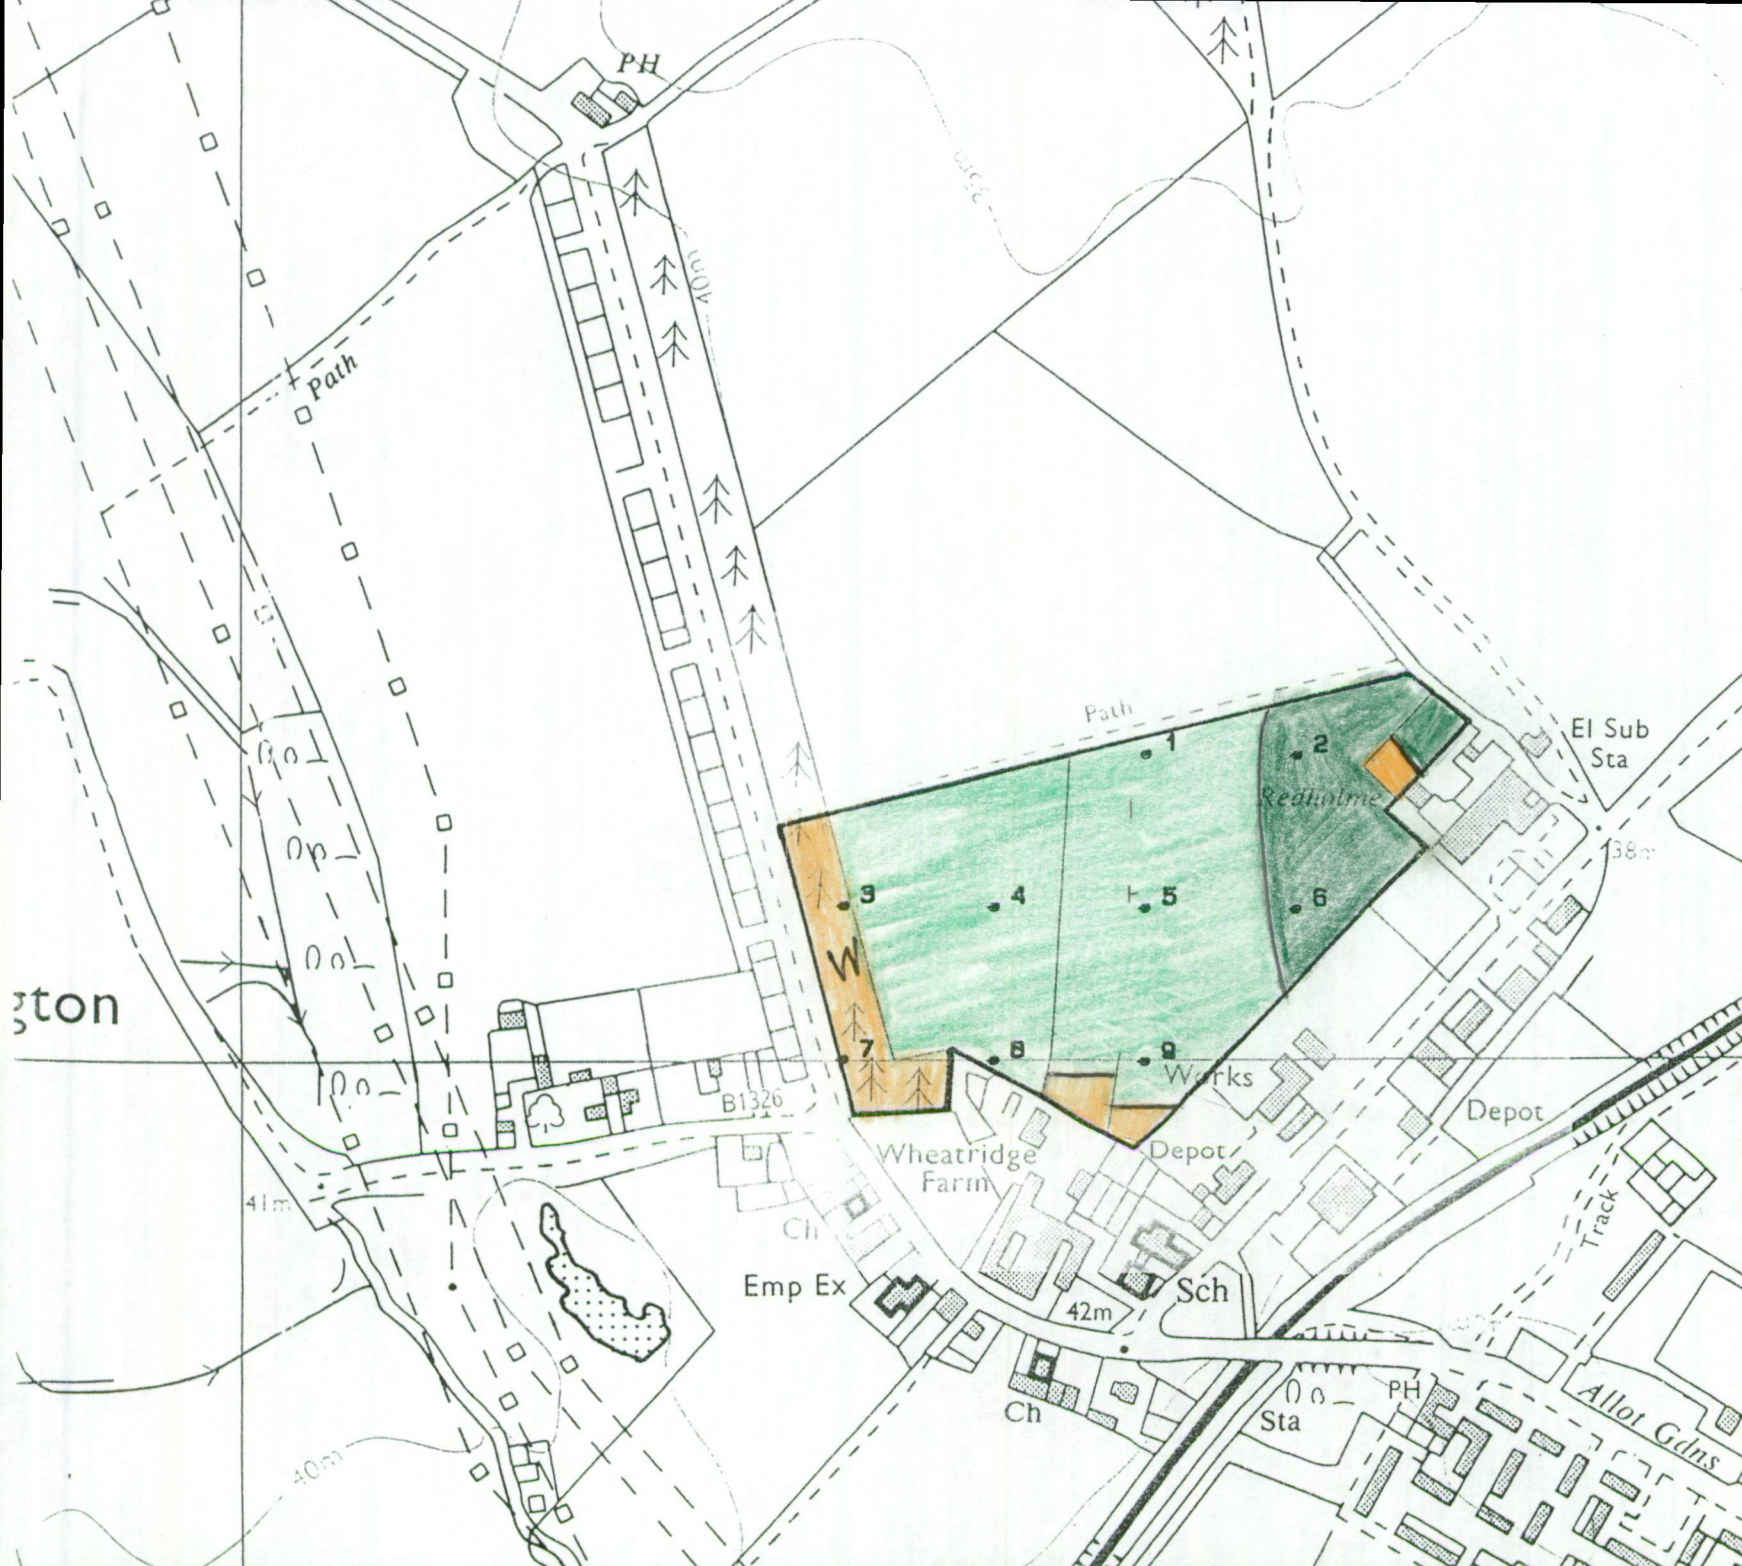 PH
35m
40m
Path
Path
El Sub
Sta
1
2
Redholme
38m
3
4
5
6
W
gton
7
8
9
Works
B1326
Depot
Wheatridge
Farm
Depot
41m
Track
Ch
Emp Ex
Sch
42m
PH
Ch
Sta
Allot Gdns
40m